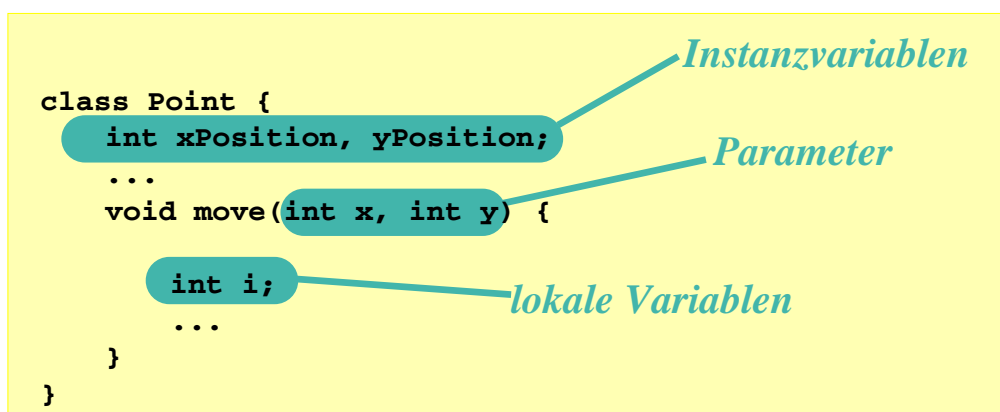 Instanzvariablen
class Point {
int xPosition, yPosition;
Parameter
...
void move(int x, int y) {
int i;
lokale Variablen
...
}
}